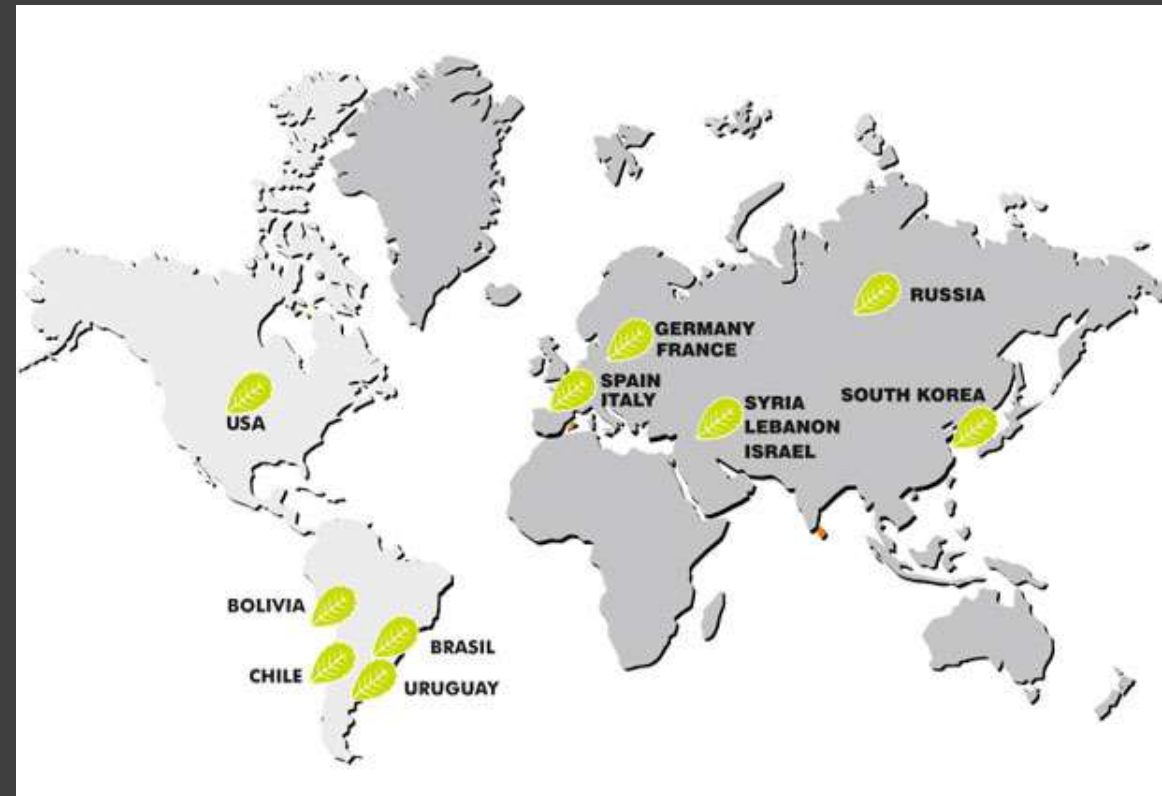 RUSSIA
GERMANY
FRANCE
SPAIN
ITALY
SOUTH KOREA
USA
SYRIA
LEBANON
ISRAEL
BOLIVIA
BRASIL
CHILE
URUGUAY